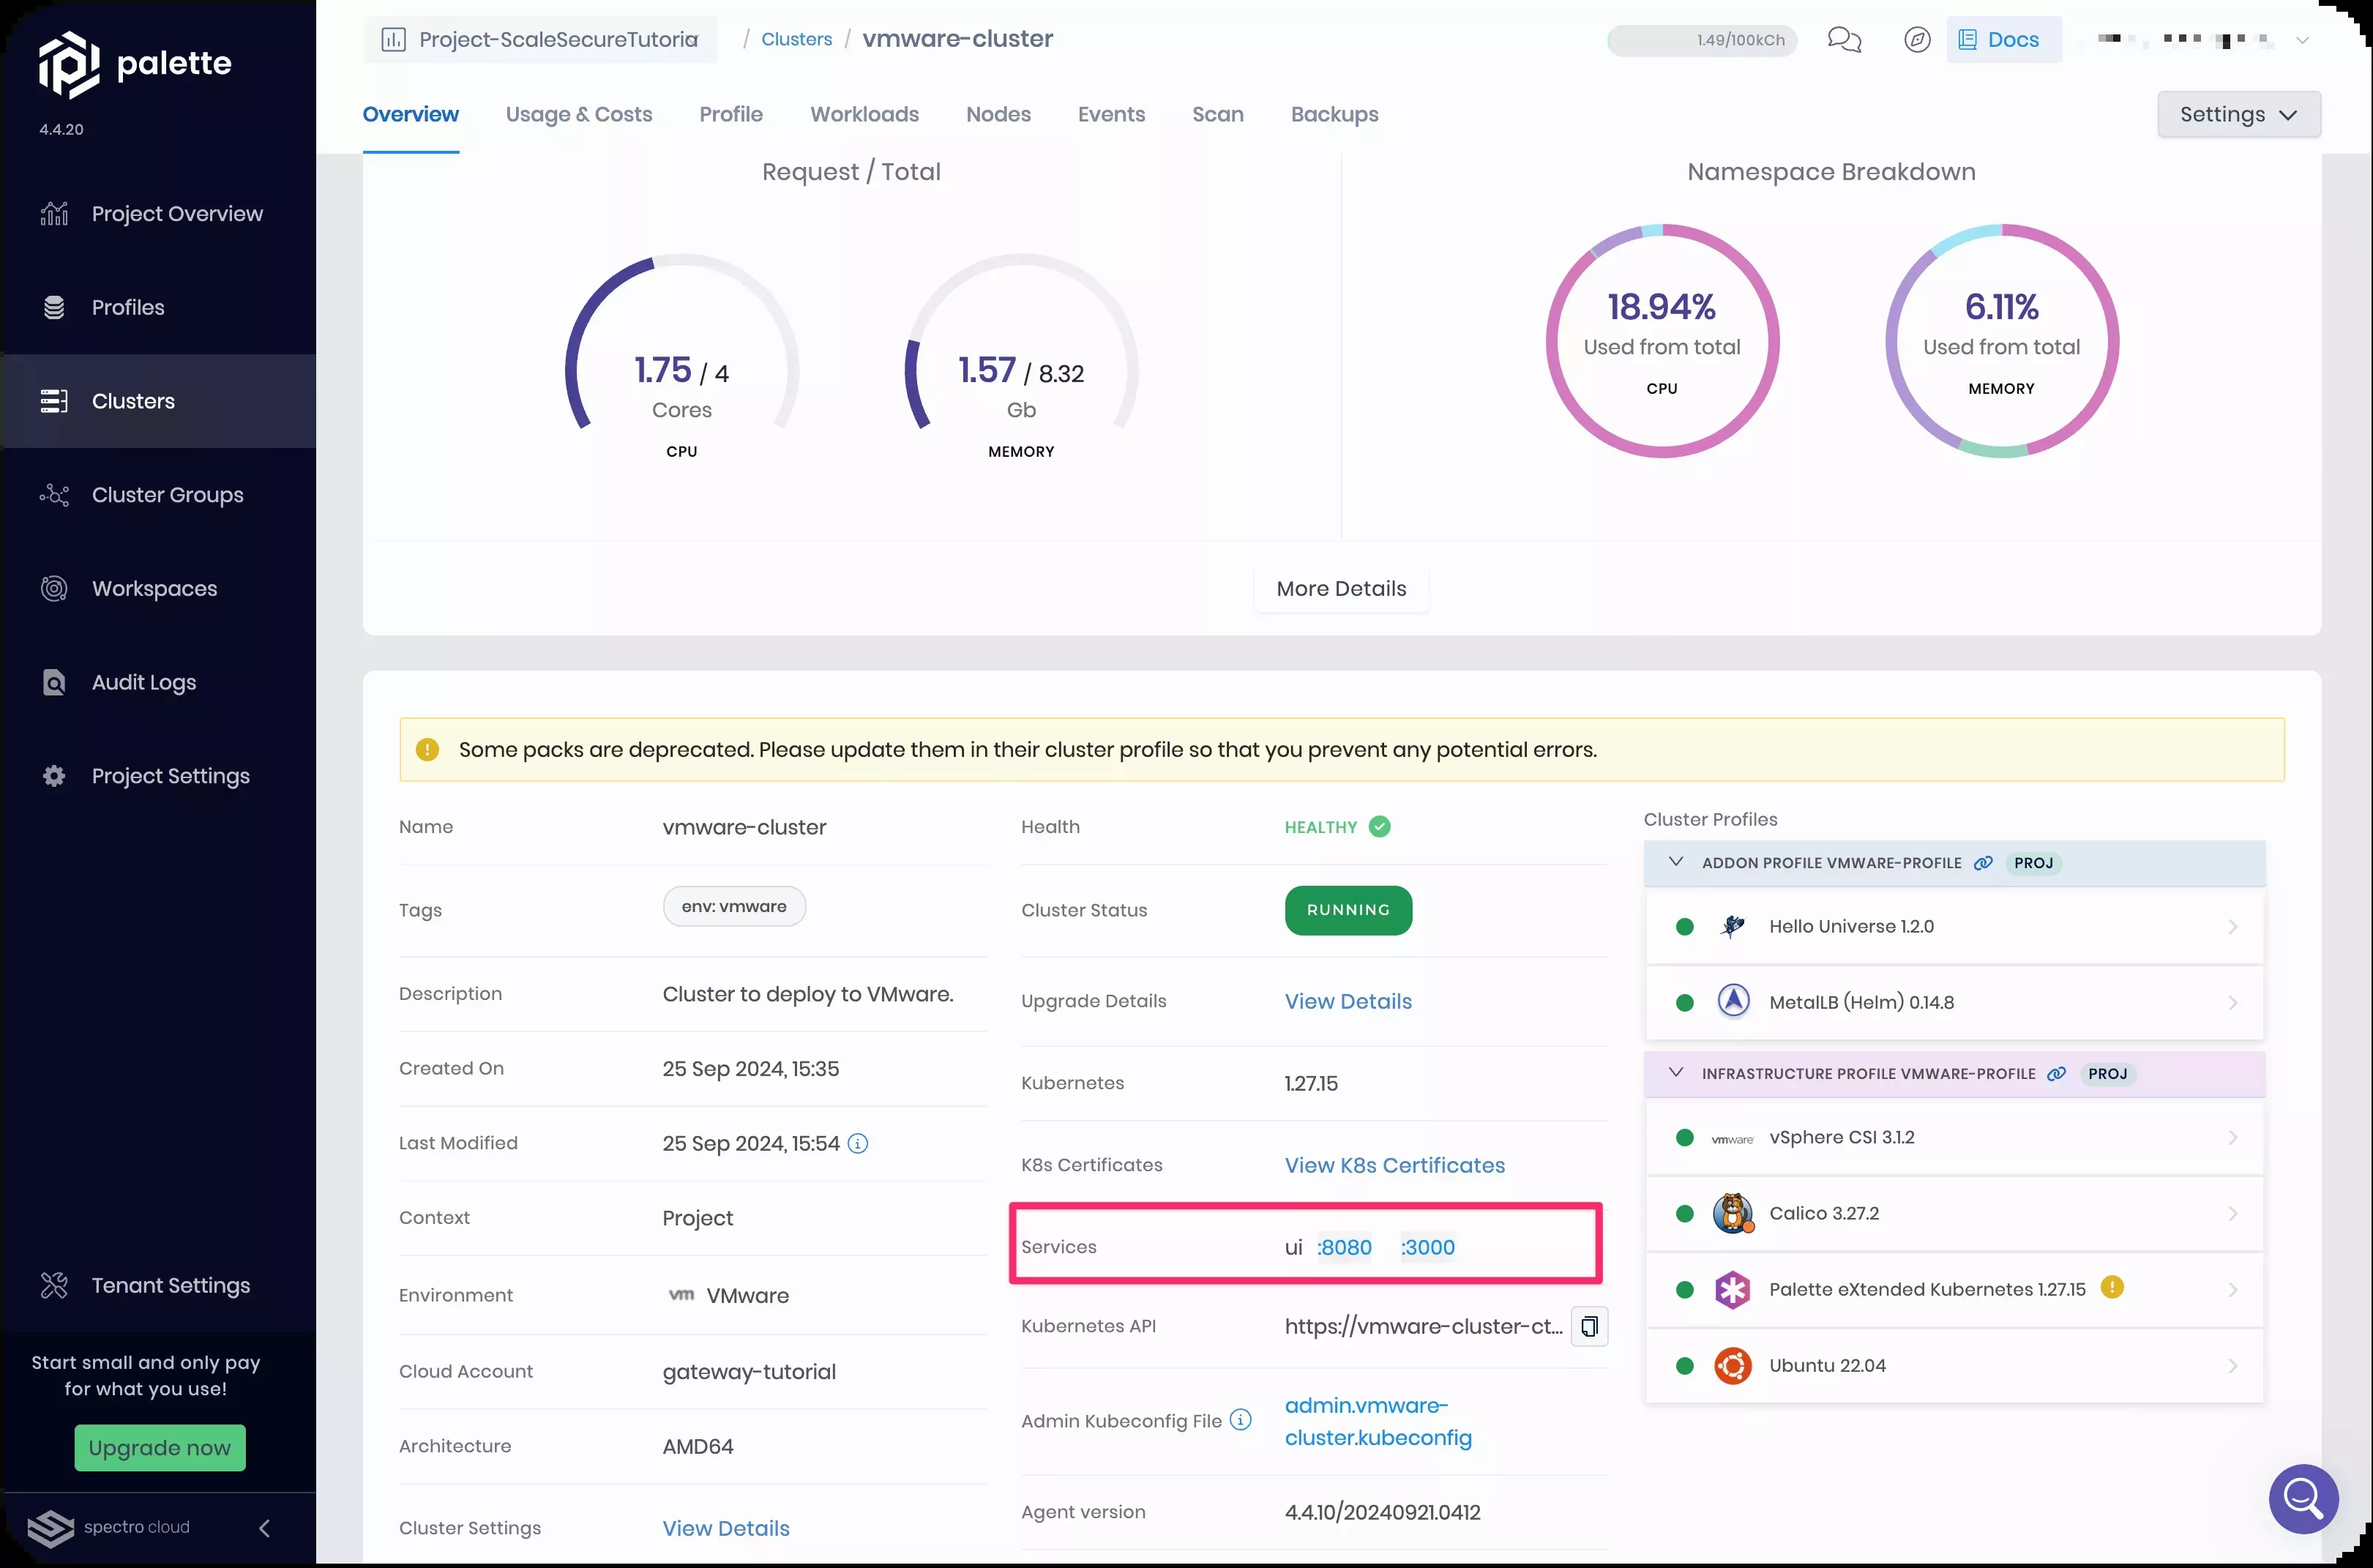 palette
4.4.20
Project Overview
Profiles
Clusters
Cluster Groups
Workspaces
Audit Logs
Project Settings
Tenant Settings
Start small and only pay
for what you use!
Upgrade now
spectro cloud
Project-ScaleSecureTutoria
/ Clusters / vmware-cluster
1.49/100kCh
Docs
Overview Usage & Costs Profile Workloads Nodes Events Scan Backups
Settings
Request / Total
1.75 / 4
Cores
CPU
1.57 / 8.32
Gb
MEMORY
Namespace Breakdown
18.94%
Used from total
CPU
6.11%
Used from total
MEMORY
More Details
Some packs are deprecated. Please update them in their cluster profile so that you prevent any potential errors.
Name vmware-cluster
Tags env: vmware
Description Cluster to deploy to VMware.
Created On 25 Sep 2024, 15:35
Last Modified 25 Sep 2024, 15:54
Context Project
Environment vm VMware
Cloud Account gateway-tutorial
Architecture AMD64
Cluster Settings View Details
Health HEALTHY
Cluster Status RUNNING
Upgrade Details View Details
Kubernetes 1.27.15
K8s Certificates View K8s Certificates
Services ui :8080 :3000
Kubernetes API https://vmware-cluster-ct...
Admin Kubeconfig File admin.vmware-
cluster.kubeconfig
Agent version 4.4.10/20240921.0412
Cluster Profiles
ADDON PROFILE VMWARE-PROFILE PROJ
Hello Universe 1.2.0
MetalLB (Helm) 0.14.8
INFRASTRUCTURE PROFILE VMWARE-PROFILE PROJ
vmware vSphere CSI 3.1.2
Calico 3.27.2
Palette eXtended Kubernetes 1.27.15
Ubuntu 22.04